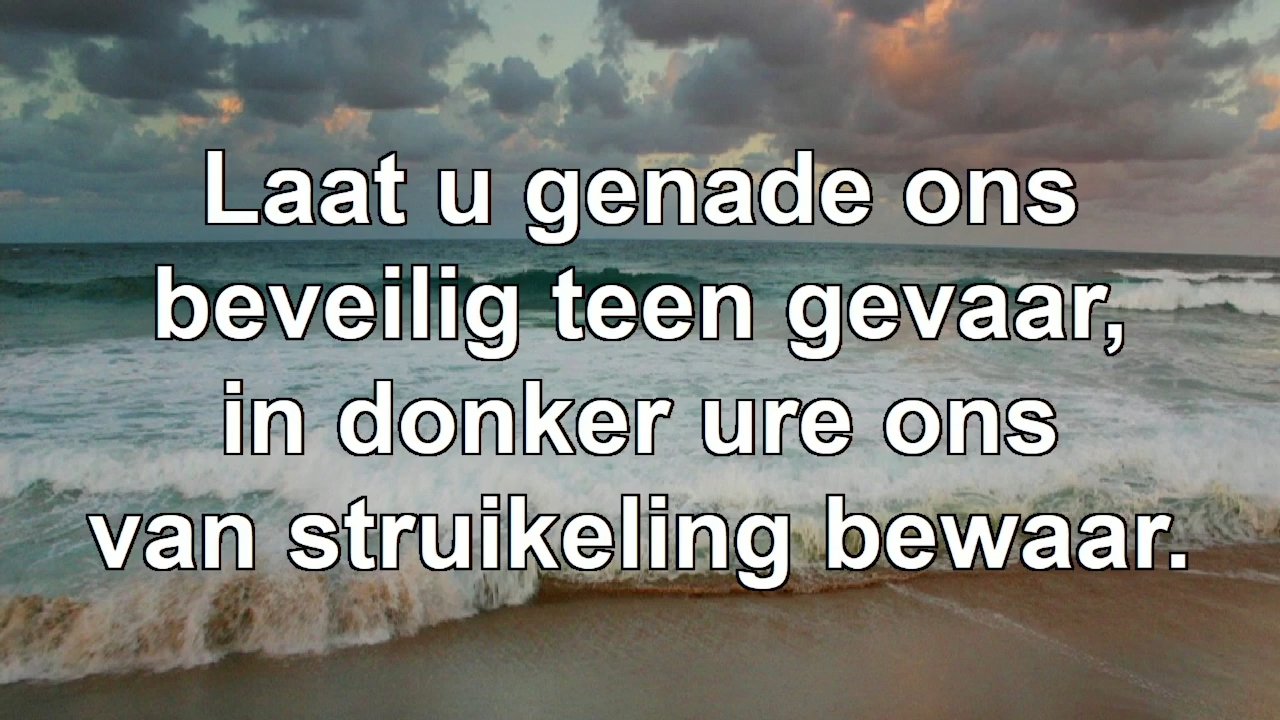 Laat u genade ons
beveilig teen gevaar,
in donker ure ons
van struikeling bewaar.